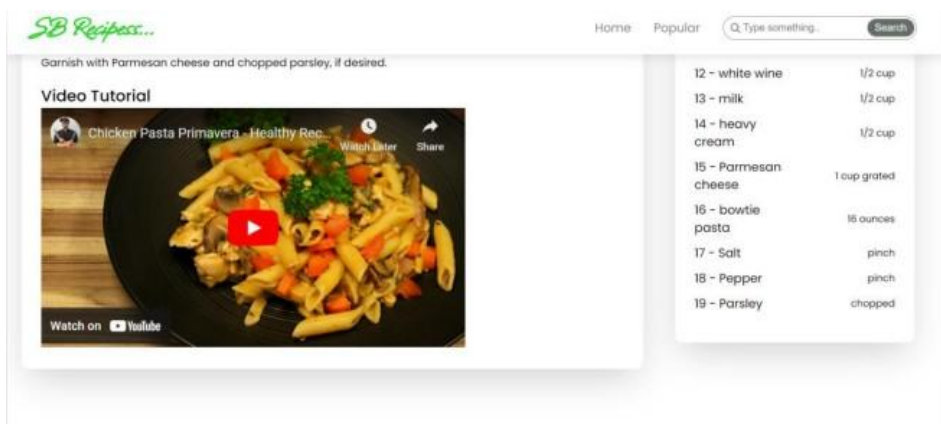 SB Recipess...
Home Popular Type something.. Search
Garnish with Parmesan cheese and chopped parsley, if desired.
Video Tutorial
Chicken Pasta Primavera - Healthy Rec
Watch Later Share
Watch on YouTube
12 - white wine 1/2 cup
13 - milk 1/2 cup
14 - heavy
cream 1/2 cup
15 - Parmesan
cheese 1 cup grated
16 - bowtie
pasta 16 ounces
17 - Salt pinch
18 - Pepper pinch
19 - Parsley chopped